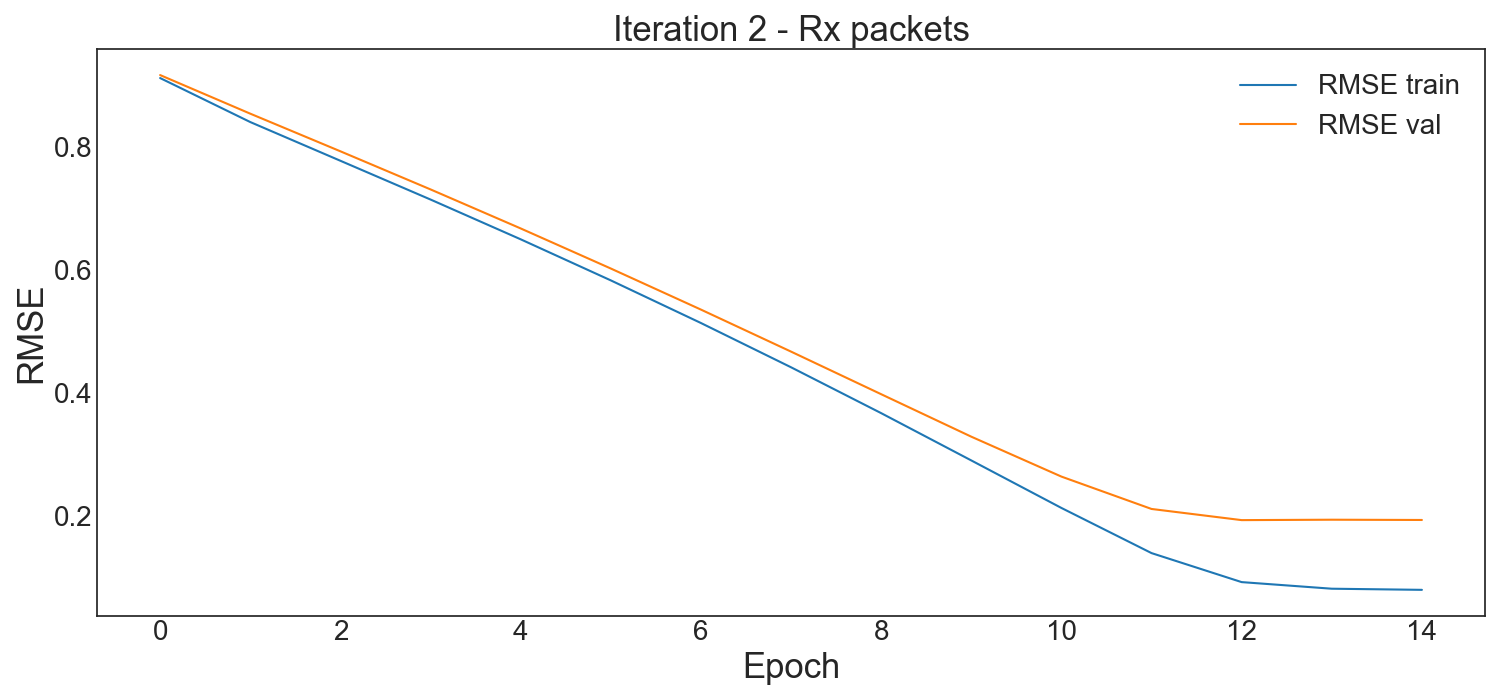 Iteration 2 - Rx packets
RMSE train
RMSE val
0.8
0.6
0.4
0.2
RMSE
0 2 4 6 8 10 12 14
Epoch